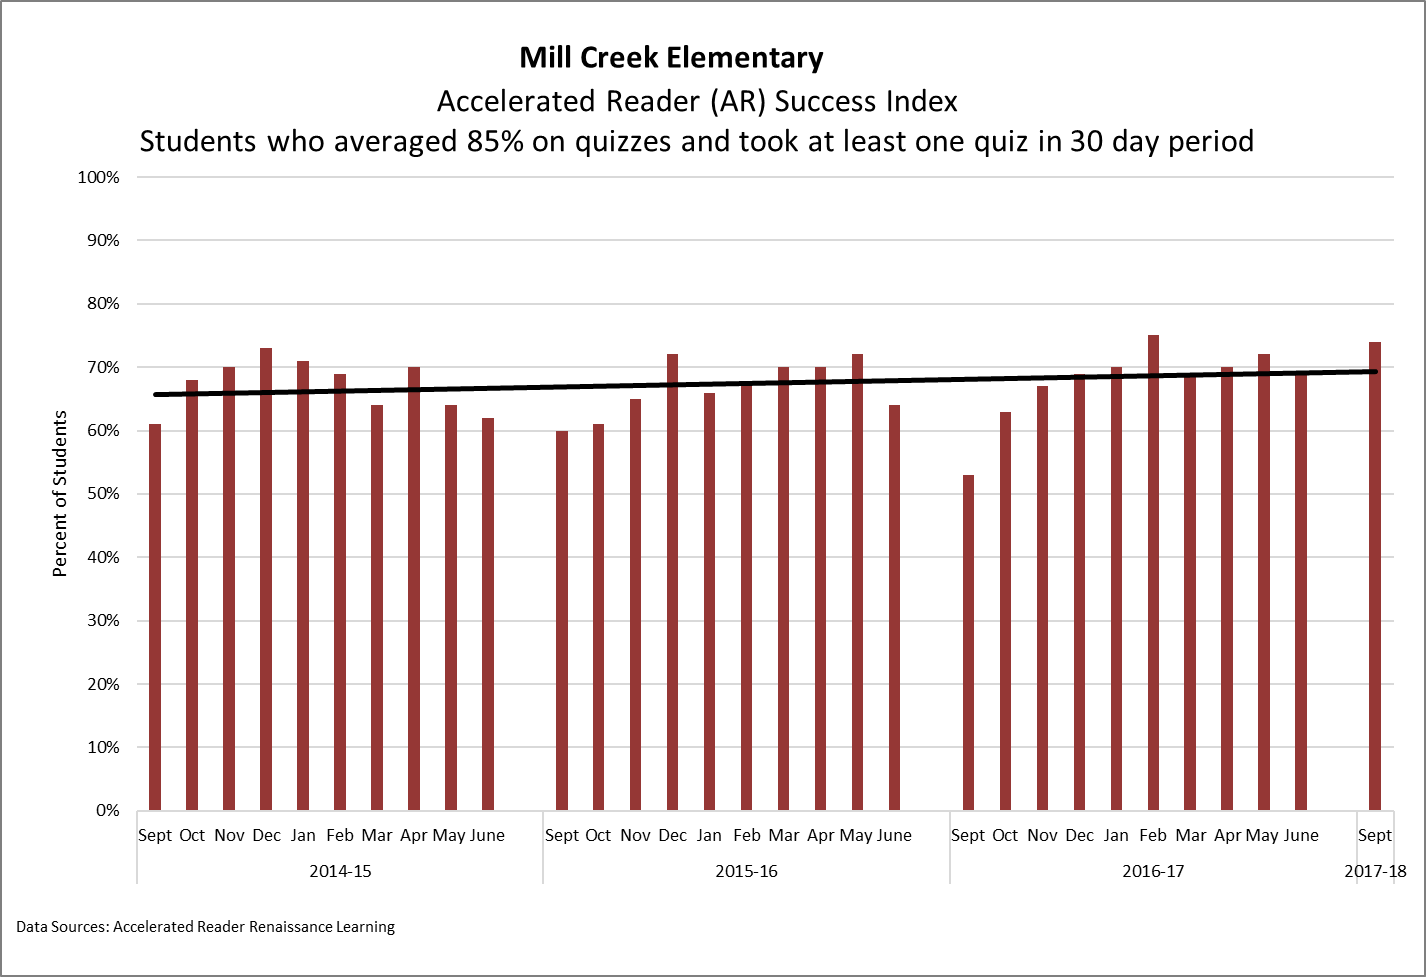 Mill Creek Elementary
Accelerated Reader (AR) Success Index
Students who averaged 85% on quizzes and took at least one quiz in 30 day period
100%
90%
80%
70%
60%
50%
40%
30%
20%
10%
0%
Percent of Students
Sept Oct Nov Dec Jan Feb Mar Apr May June Sept Oct Nov Dec Jan Feb Mar Apr May June Sept Oct Nov Dec Jan Feb Mar Apr May June Sept
2014-15 2015-16 2016-17 2017-18
Data Sources: Accelerated Reader Renaissance Learning